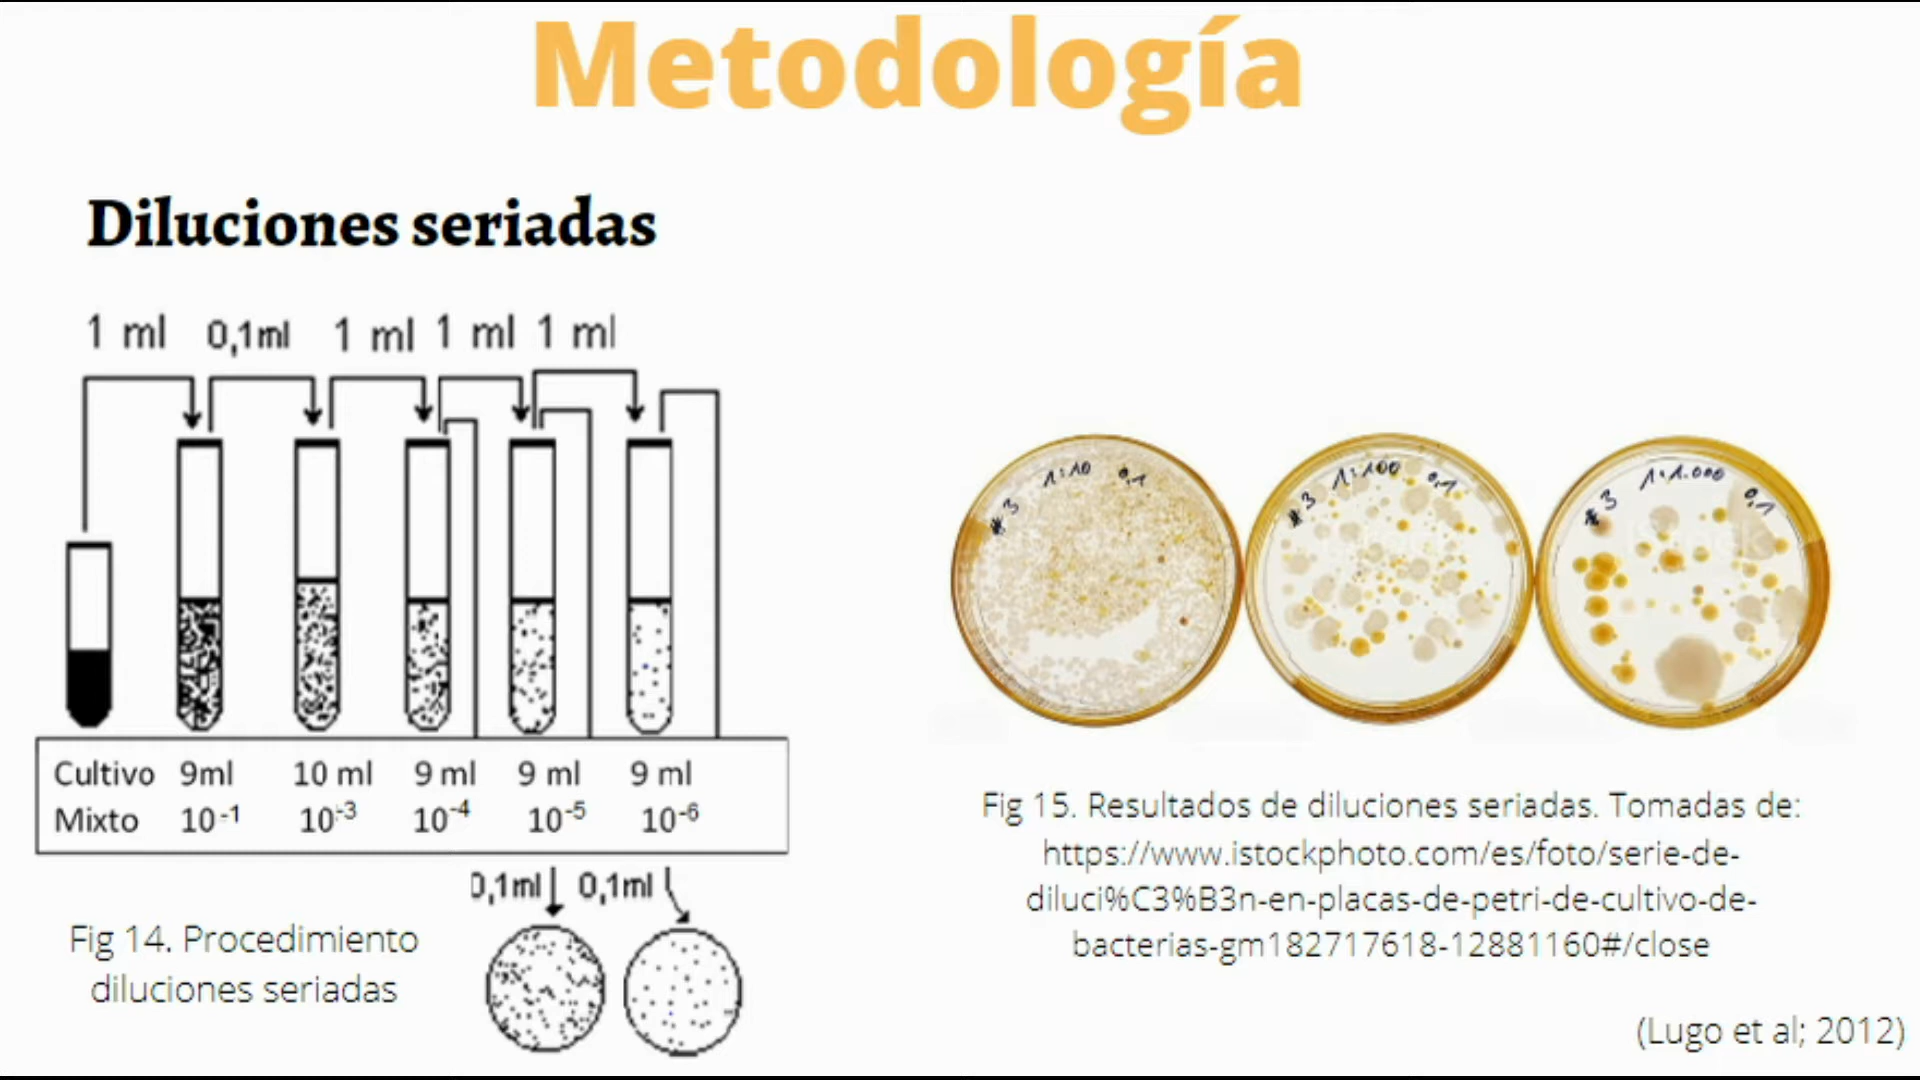 Metodología
Diluciones seriadas
1 ml 0,1ml 1 ml 1 ml 1 ml
Cultivo 9ml 10 ml 9 ml 9 ml 9 ml
Mixto 10-1 10-3 10-4 10-5 10-6
0,1ml 0,1ml
Fig 14. Procedimiento
diluciones seriadas
#3 1:10 0,1
#3 1:100 0,1
#3 1:1.000 0,1
Fig 15. Resultados de diluciones seriadas. Tomadas de:
https://www.istockphoto.com/es/foto/serie-de-
diluci%C3%B3n-en-placas-de-petri-de-cultivo-de-
bacterias-gm182717618-12881160#/close
(Lugo et al; 2012)